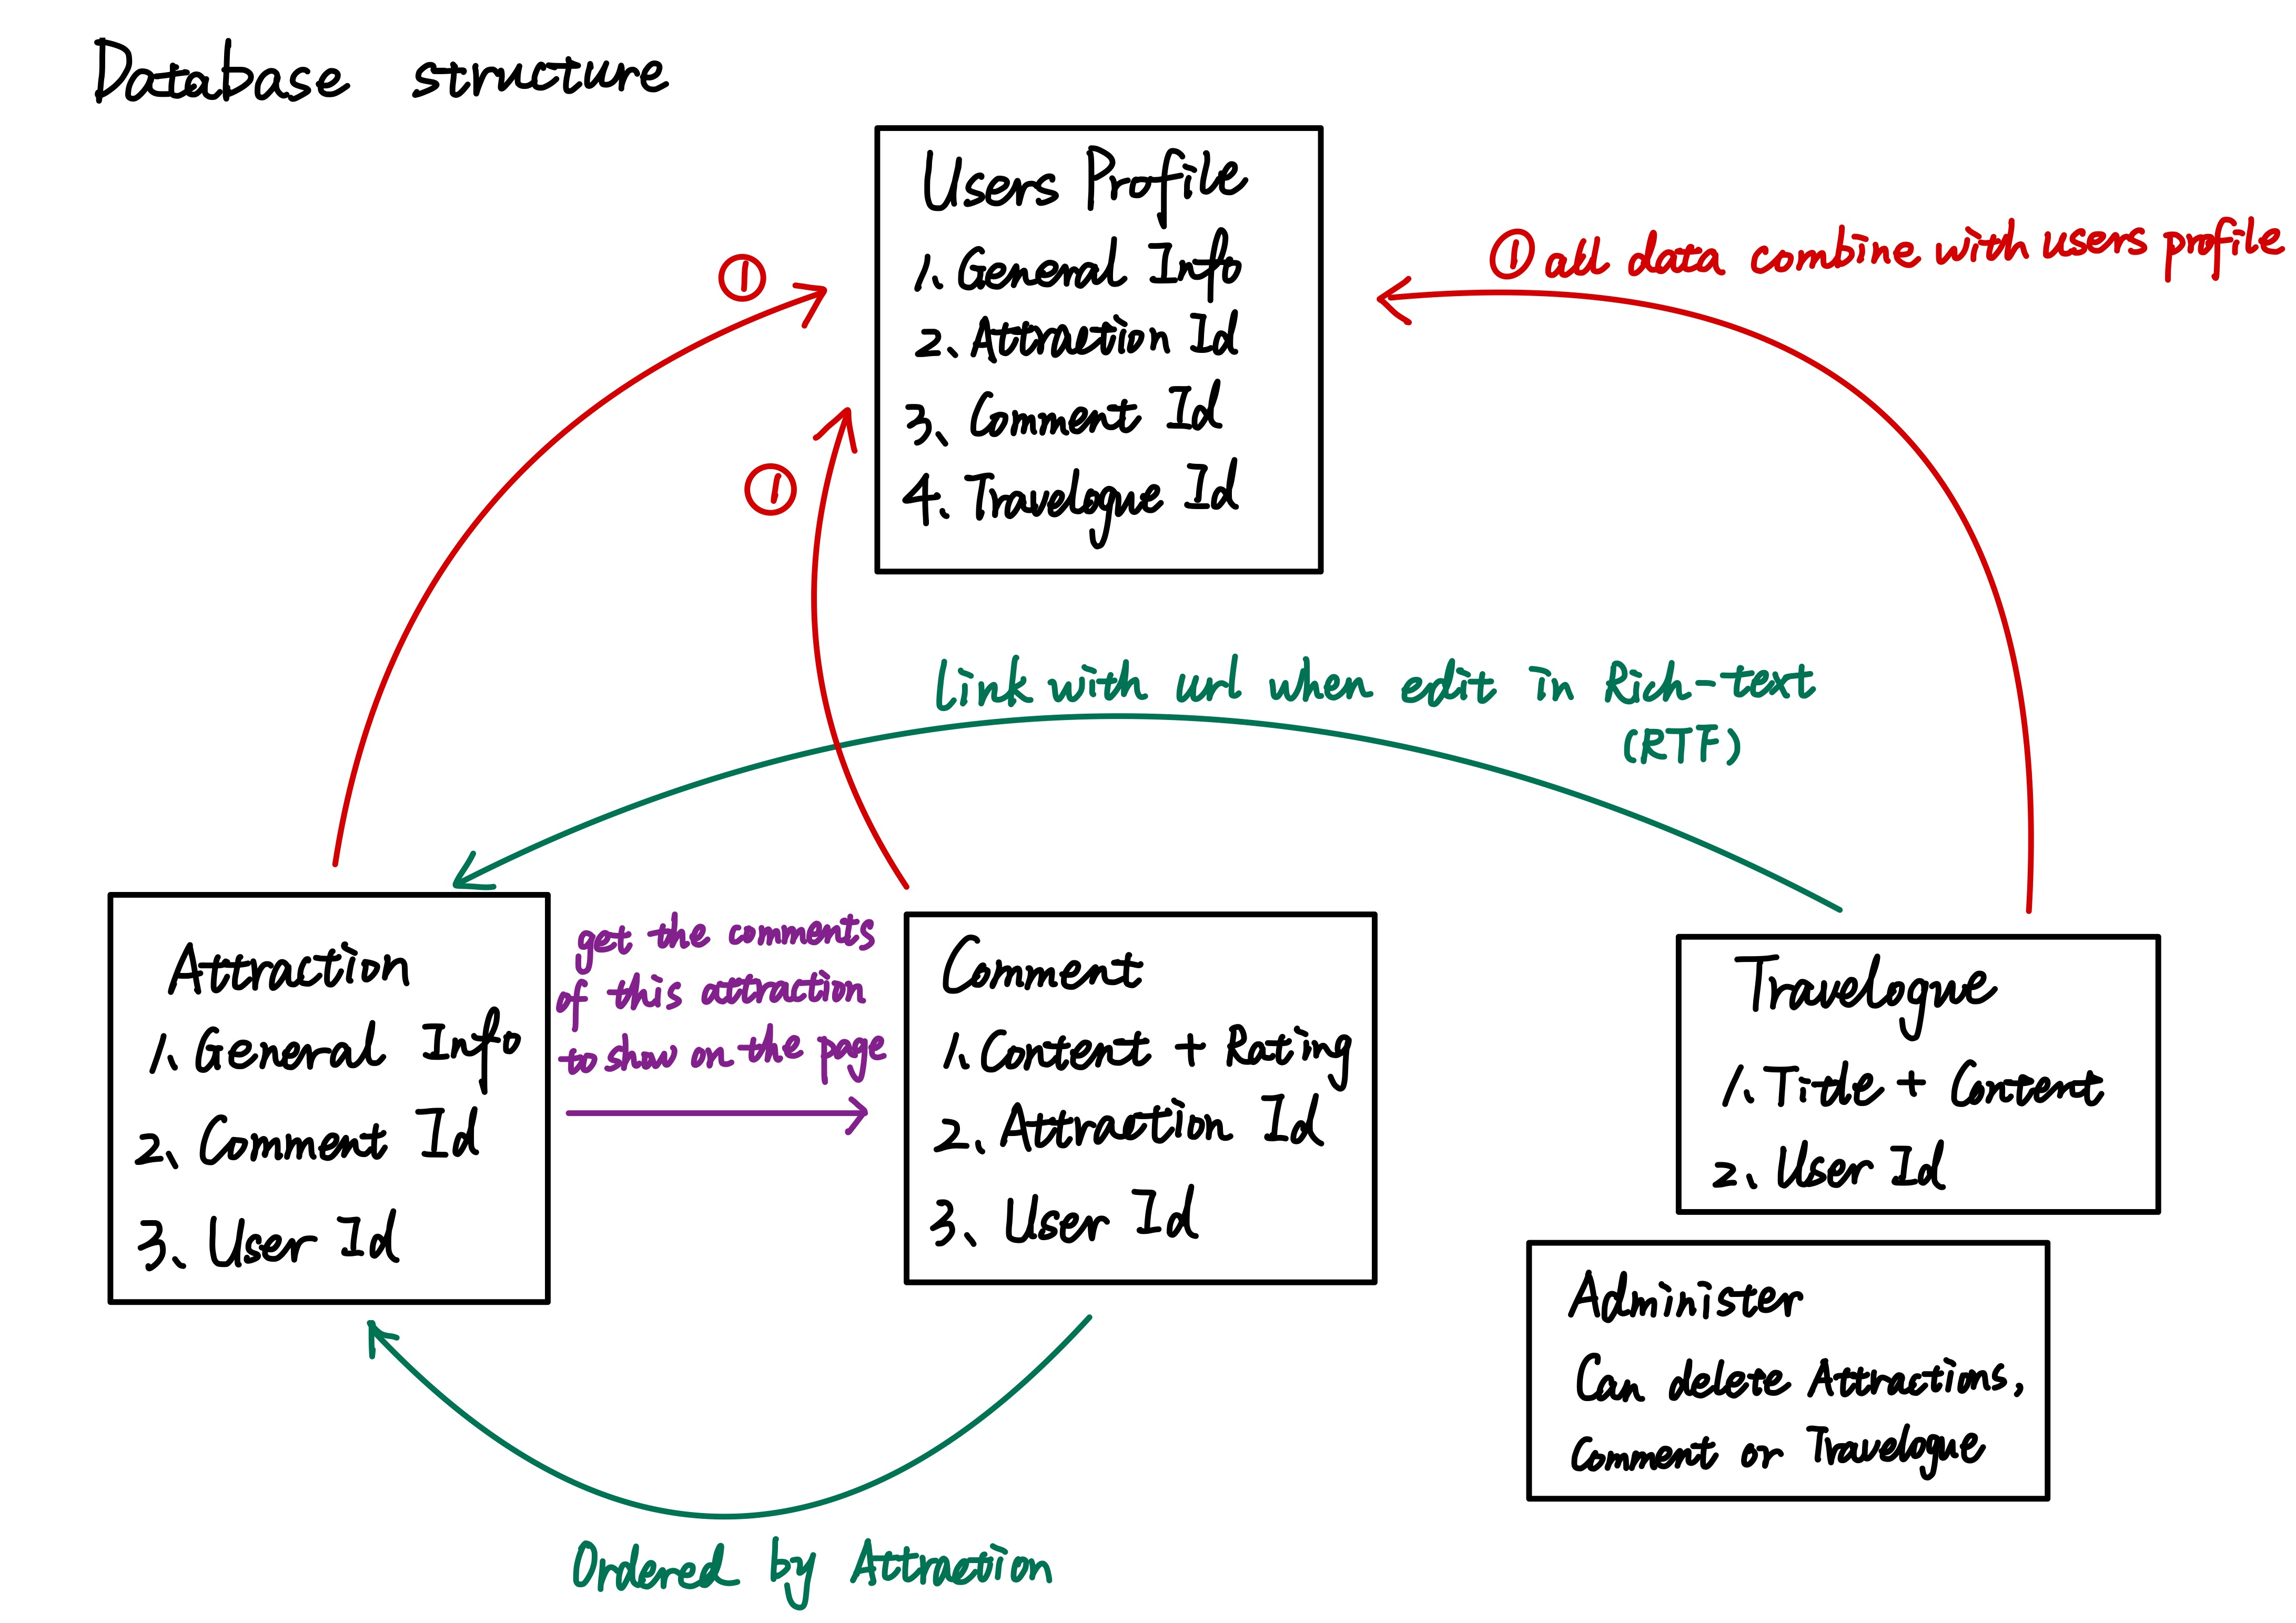 Database structure
Users Profile
1. General Info
2、Attraction Id
3、Comment Id
4. Travelogue Id
①
①
① all data combine with users profile
Link with url when edit in Rich-text
(RTF)
Attraction
1. General Info
2、Comment Id
3、User Id
get the comments
of this attraction
to show on the page
Comment
1. Content + Rating
2、Attraction Id
3、User Id
Travelogue
1. Title + Content
2、User Id
Administer
Can delete Attractions,
Comment or Travelogue
Ordered by Attraction